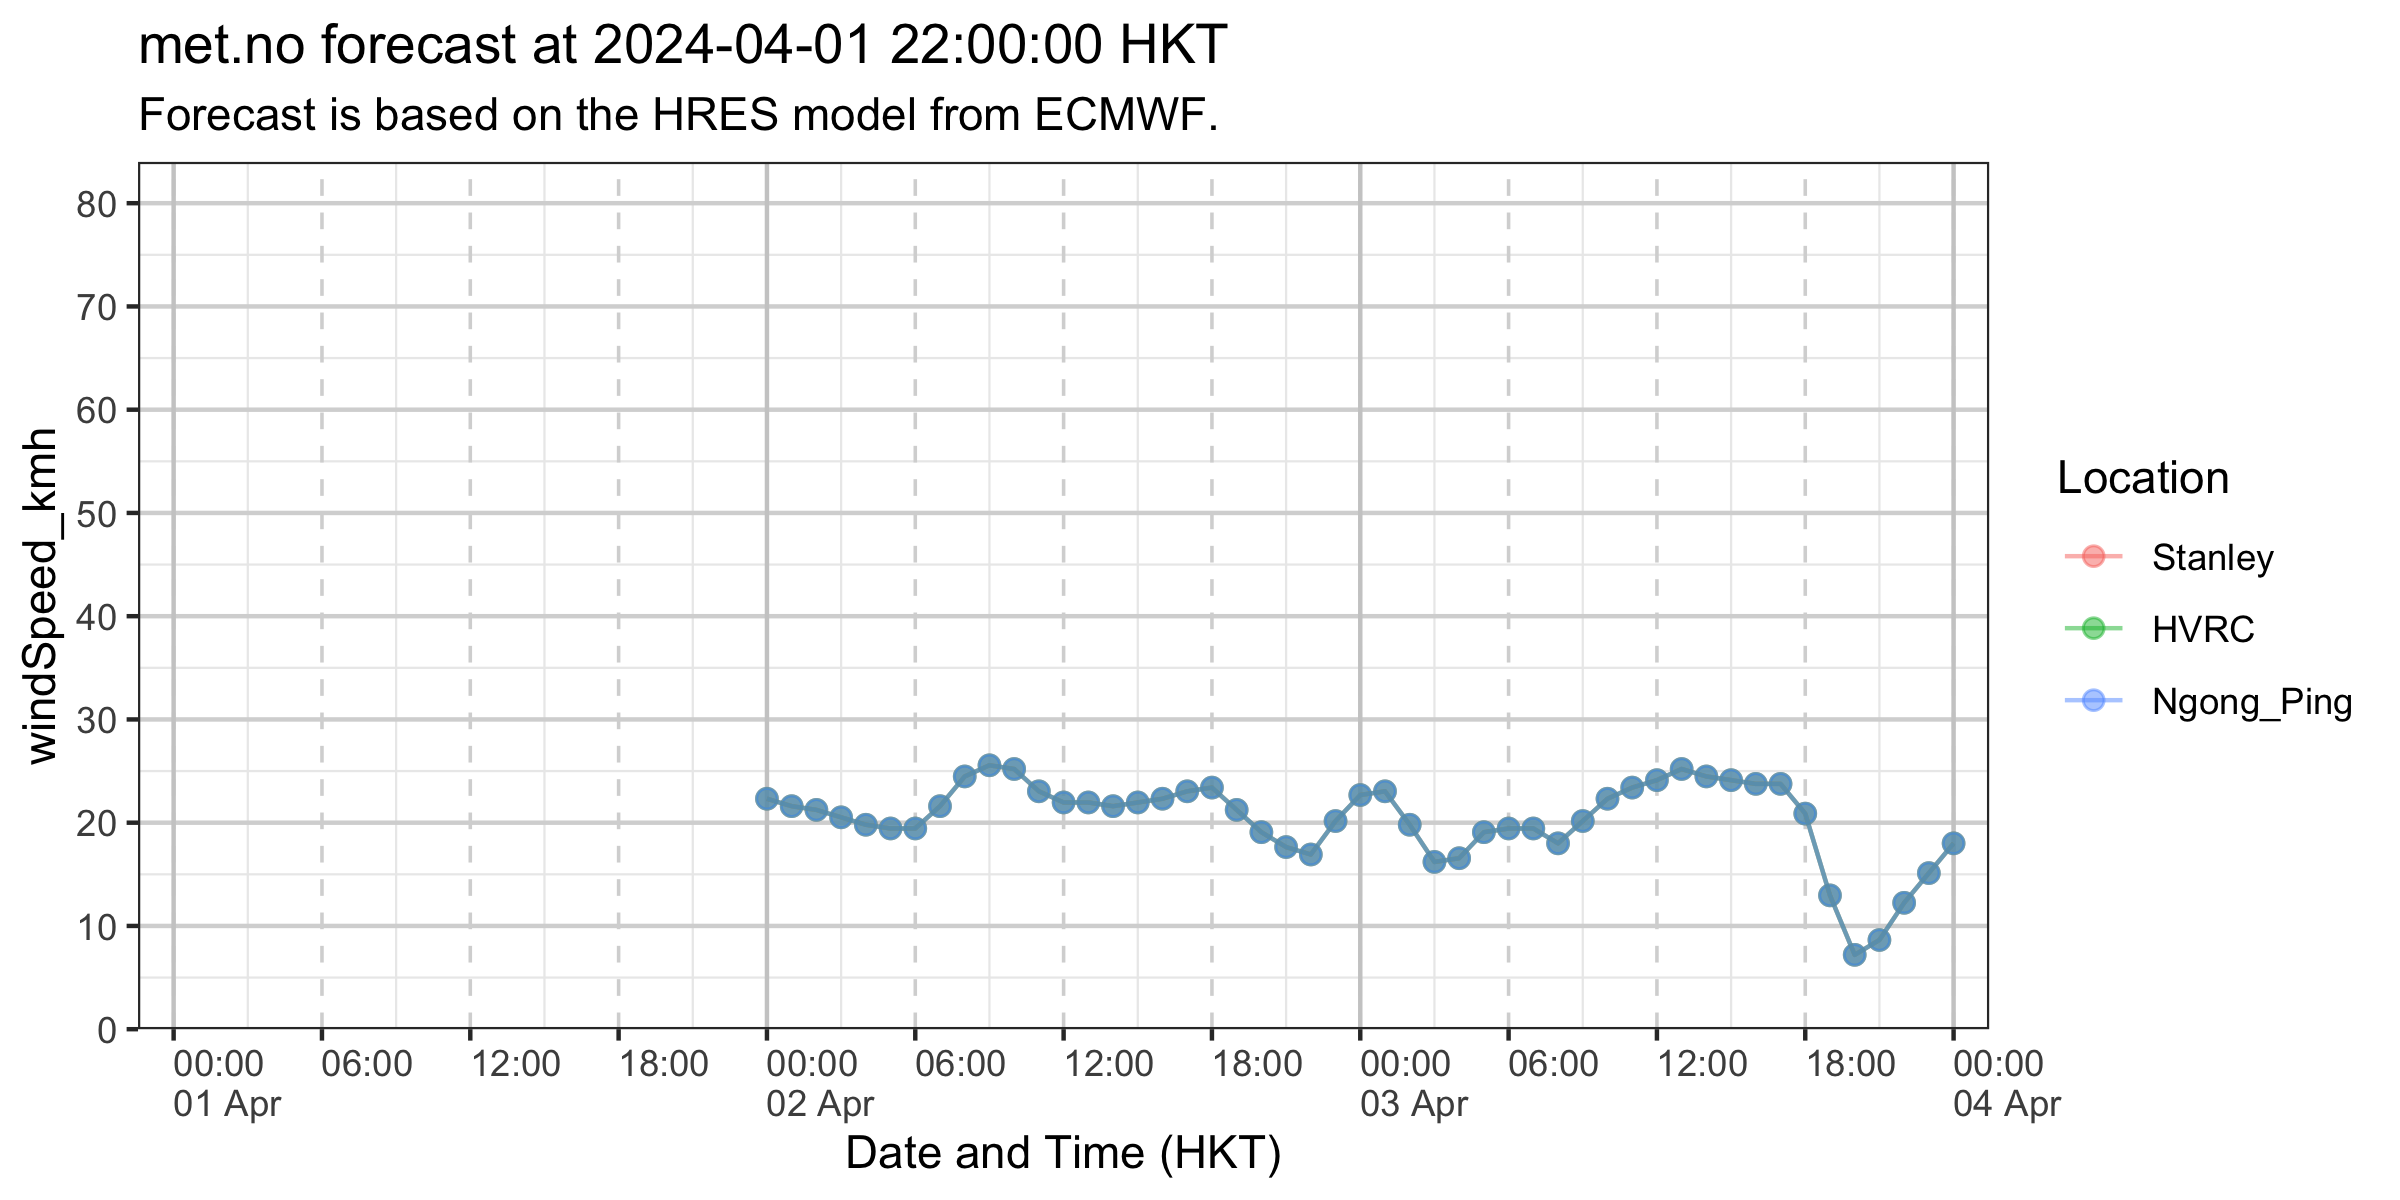 met.no forecast at 2024-04-01 22:00:00 HKT
Forecast is based on the HRES model from ECMWF.
windSpeed_kmh
80
70
60
50
40
30
20
10
0
00:00 06:00 12:00 18:00 00:00 06:00 12:00 18:00 00:00 06:00 12:00 18:00 00:00
01 Apr 02 Apr 03 Apr 04 Apr
Date and Time (HKT)
Location
Stanley
HVRC
Ngong_Ping